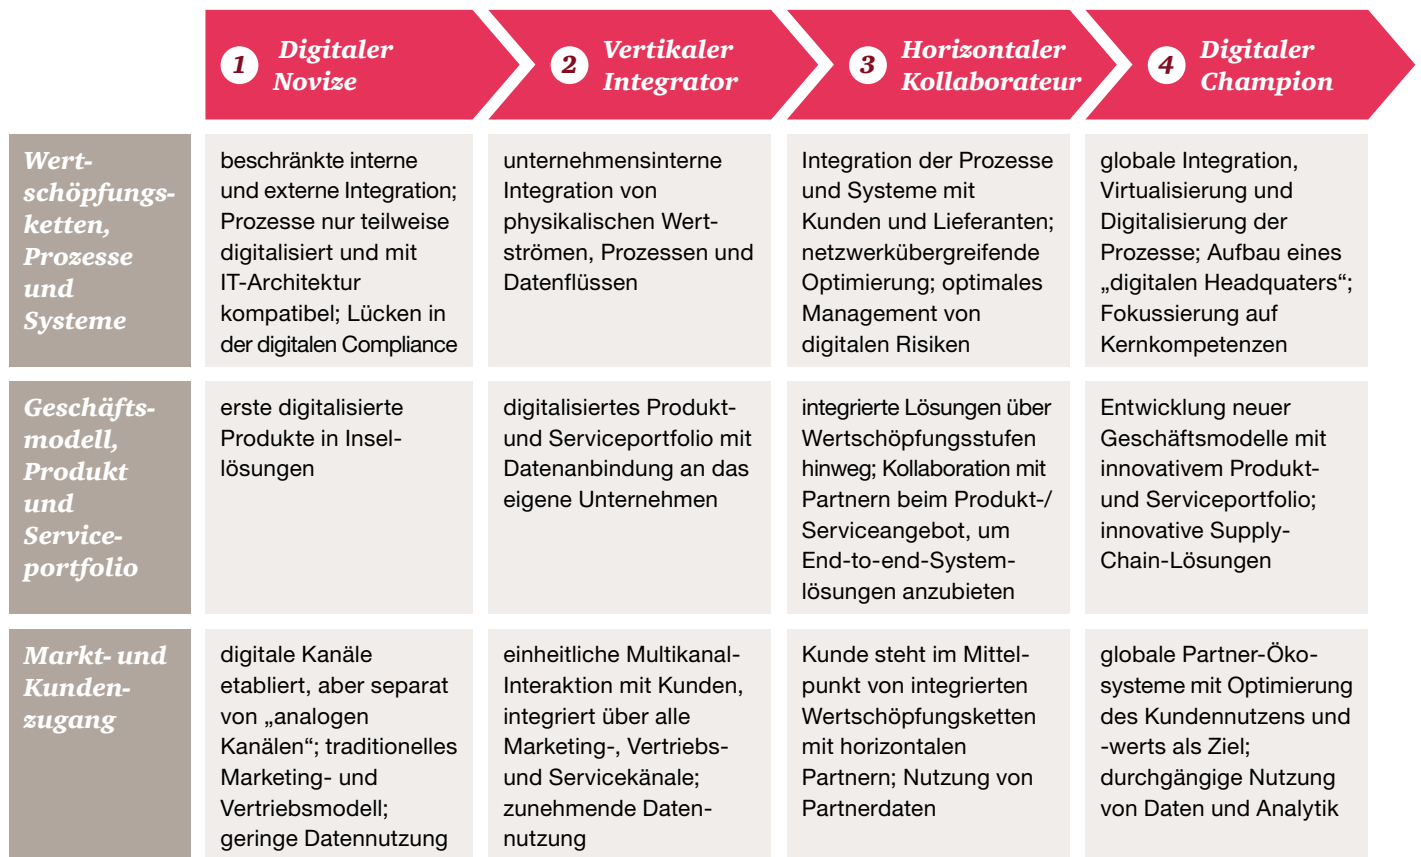 1 Digitaler
Novize
2 Vertikaler
Integrator
3 Horizontaler
Kollaborateur
4 Digitaler
Champion
Wert-
schöpfungs-
ketten,
Prozesse
und
Systeme
beschränkte interne
und externe Integration;
Prozesse nur teilweise
digitalisiert und mit
IT-Architektur
kompatibel; Lücken in
der digitalen Compliance
unternehmensinterne
Integration von
physikalischen Wert-
strömen, Prozessen und
Datenflüssen
Integration der Prozesse
und Systeme mit
Kunden und Lieferanten;
netzwerkübergreifende
Optimierung; optimales
Management von
digitalen Risiken
globale Integration,
Virtualisierung und
Digitalisierung der
Prozesse; Aufbau eines
„digitalen Headquaters“;
Fokussierung auf
Kernkompetenzen
Geschäfts-
modell,
Produkt
und
Service-
portfolio
erste digitalisierte
Produkte in Insel-
lösungen
digitalisiertes Produkt-
und Serviceportfolio mit
Datenanbindung an das
eigene Unternehmen
integrierte Lösungen über
Wertschöpfungsstufen
hinweg; Kollaboration mit
Partnern beim Produkt-/
Serviceangebot, um
End-to-end-System-
lösungen anzubieten
Entwicklung neuer
Geschäftsmodelle mit
innovativem Produkt-
und Serviceportfolio;
innovative Supply-
Chain-Lösungen
Markt- und
Kunden-
zugang
digitale Kanäle
etabliert, aber separat
von „analogen
Kanälen“; traditionelles
Marketing- und
Vertriebsmodell;
geringe Datennutzung
einheitliche Multikanal-
Interaktion mit Kunden,
integriert über alle
Marketing-, Vertriebs-
und Servicekänale;
zunehmende Daten-
nutzung
Kunde steht im Mittel-
punkt von integrierten
Wertschöpfungsketten
mit horizontalen
Partnern; Nutzung von
Partnerdaten
globale Partner-Öko-
systeme mit Optimierung
des Kundennutzens und
-werts als Ziel;
durchgängige Nutzung
von Daten und Analytik